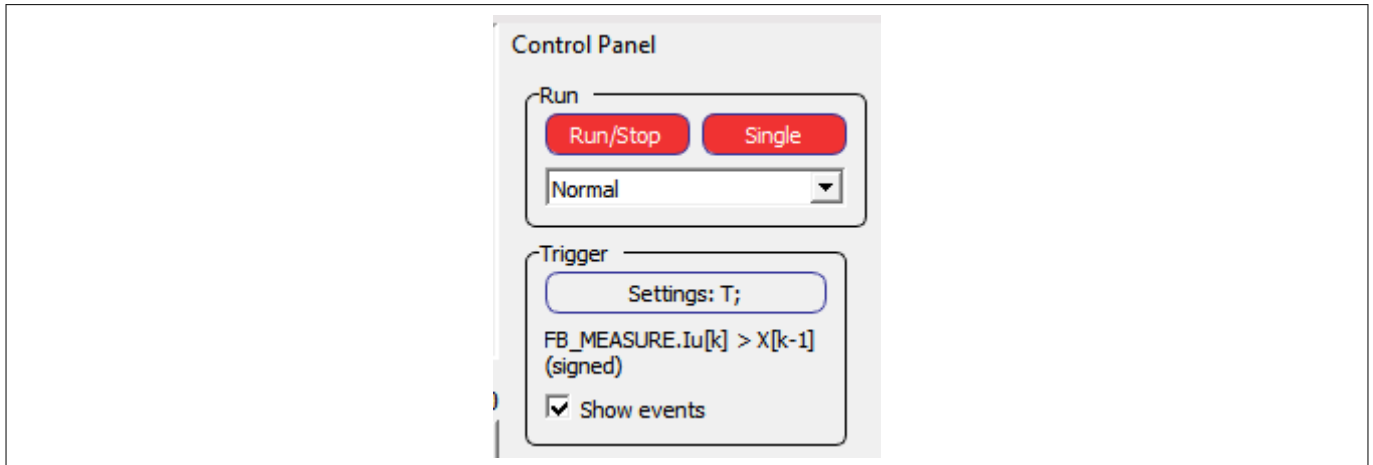 Control Panel
Run
Run/Stop Single
Normal
Trigger
Settings: T;
FB_MEASURE.Iu[k] > X[k-1]
(signed)
Show events